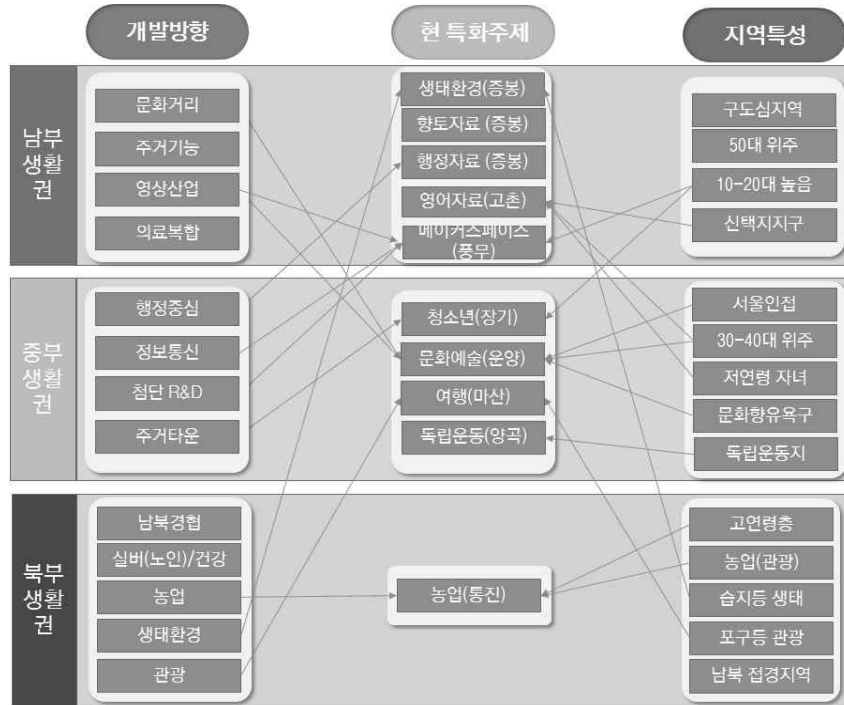 개발방향
현 특화주제
지역특성
남부
생활
권
문화거리
주거기능
영상산업
의료복합
생태환경(증봉)
향토자료 (증봉)
행정자료 (증봉)
영어자료(고촌)
메이커스페이스
(풍무)
구도심지역
50대 위주
10-20대 높음
신택지지구
중부
생활
권
행정중심
정보통신
첨단 R&D
주거타운
청소년(장기)
문화예술(운양)
여행(마산)
독립운동(양곡)
서울인접
30-40대 위주
저연령 자녀
문화향유욕구
독립운동지
북부
생활
권
남북경협
실버(노인)/건강
농업
생태환경
관광
농업(통진)
고연령층
농업(관광)
습지등 생태
포구등 관광
남북 접경지역